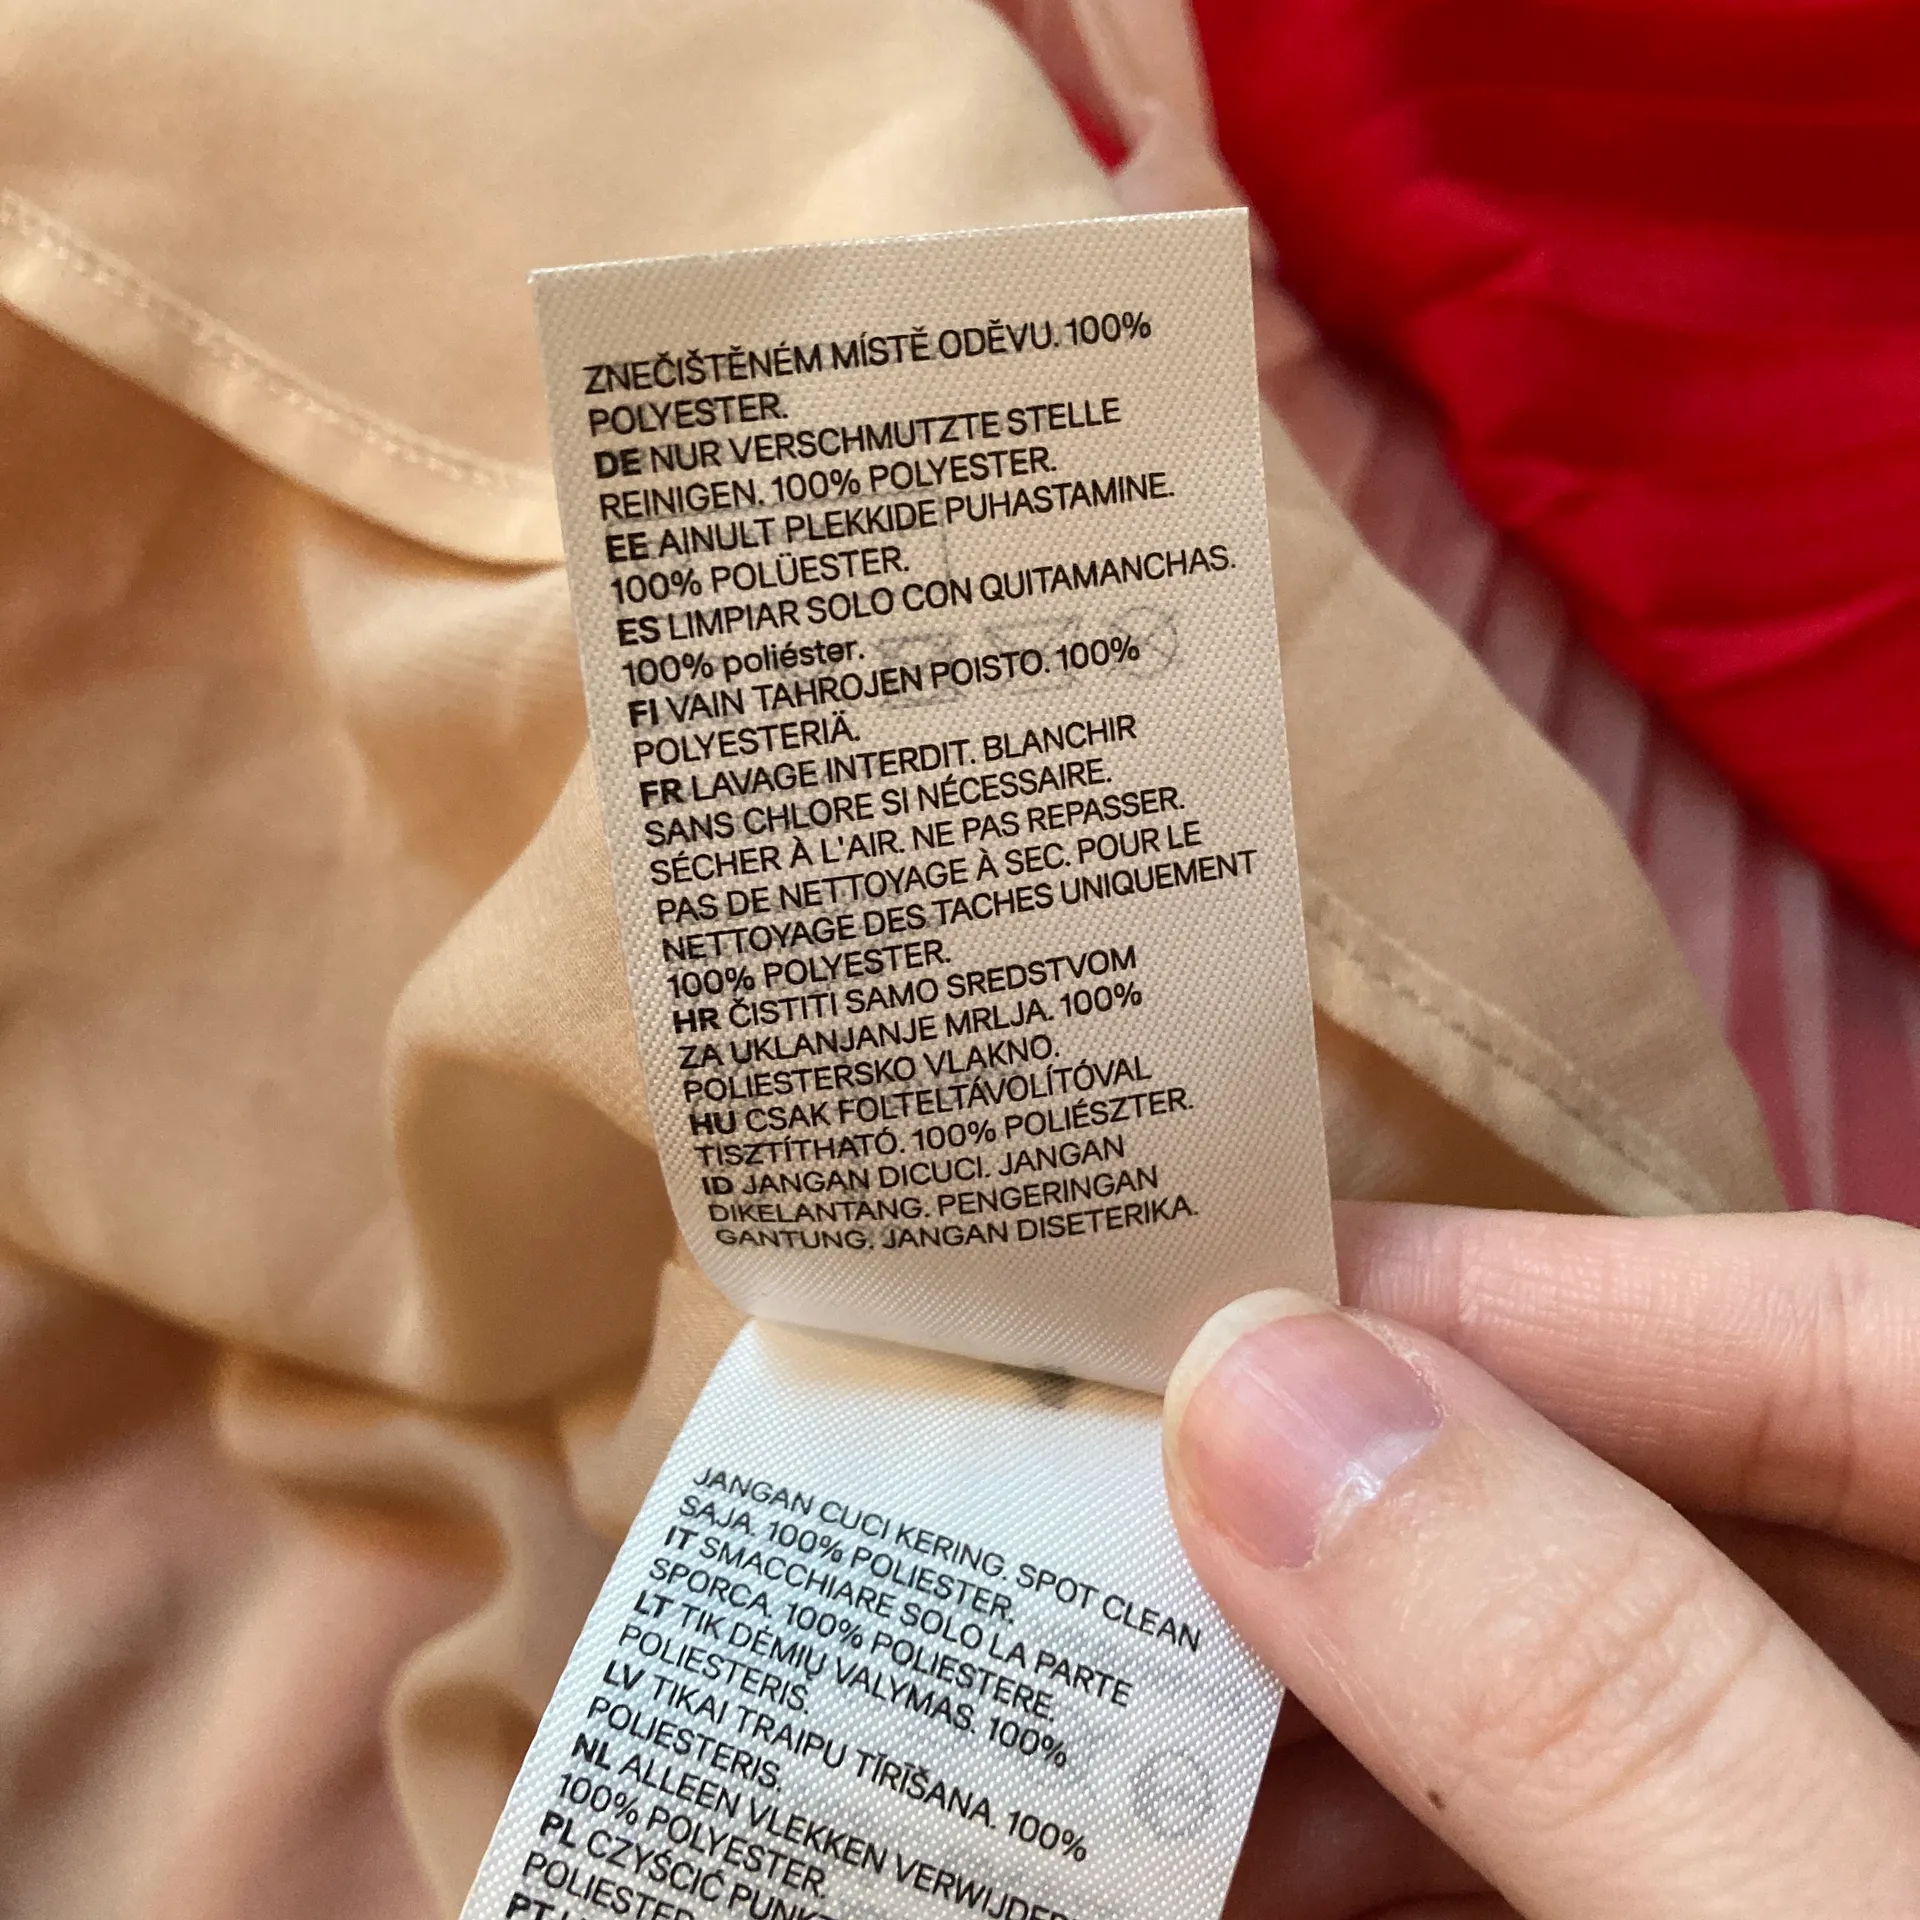 ZNEČIŠTĚNÉM MÍSTĚ ODĚVU. 100%
POLYESTER.
DE NUR VERSCHMUTZTE STELLE
REINIGEN. 100% POLYESTER.
EE AINULT PLEKKIDE PUHASTAMINE.
100% POLÜESTER.
ES LIMPIAR SOLO CON QUITAMANCHAS.
100% poliéster.
FI VAIN TAHROJEN POISTO. 100%
POLYESTERIÄ.
FR LAVAGE INTERDIT. BLANCHIR
SANS CHLORE SI NÉCESSAIRE.
SÉCHER À L'AIR. NE PAS REPASSER.
PAS DE NETTOYAGE À SEC. POUR LE
NETTOYAGE DES TACHES UNIQUEMENT
100% POLYESTER.
HR ČISTITI SAMO SREDSTVOM
ZA UKLANJANJE MRLJA. 100%
POLIESTERSKO VLAKNO.
HU CSAK FOLTELTÁVOLÍTÓVAL
TISZTÍTHATÓ. 100% POLIÉSZTER.
ID JANGAN DICUCI. JANGAN
DIKELANTANG. PENGERINGAN
GANTUNG. JANGAN DISETERIKA.
JANGAN CUCI KERING. SPOT CLEAN
SAJA. 100% POLIESTER.
IT SMACCHIARE SOLO LA PARTE
SPORCA. 100% POLIESTERE.
LT TIK DĖMIŲ VALYMAS. 100%
POLIESTERIS.
LV TIKAI TRAIPU TĪRĪŠANA. 100%
POLIESTERIS.
NL ALLEEN VLEKKEN
100% POLYESTER.
PL CZYŚCIĆ
PT